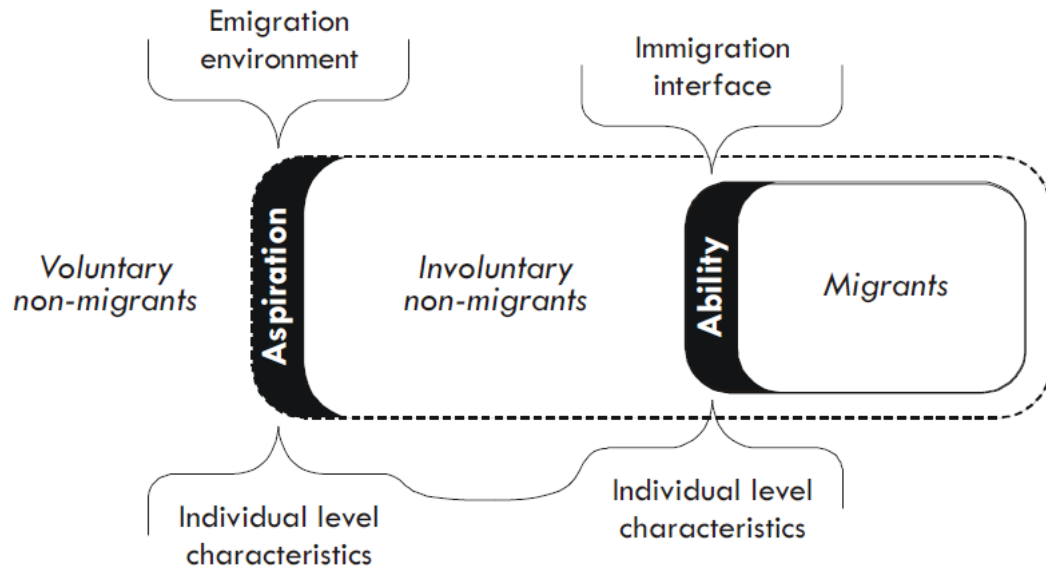 Emigration
environment
Immigration
interface
Voluntary
non-migrants
Aspiration
Involuntary
non-migrants
Ability
Migrants
Individual level
characteristics
Individual level
characteristics